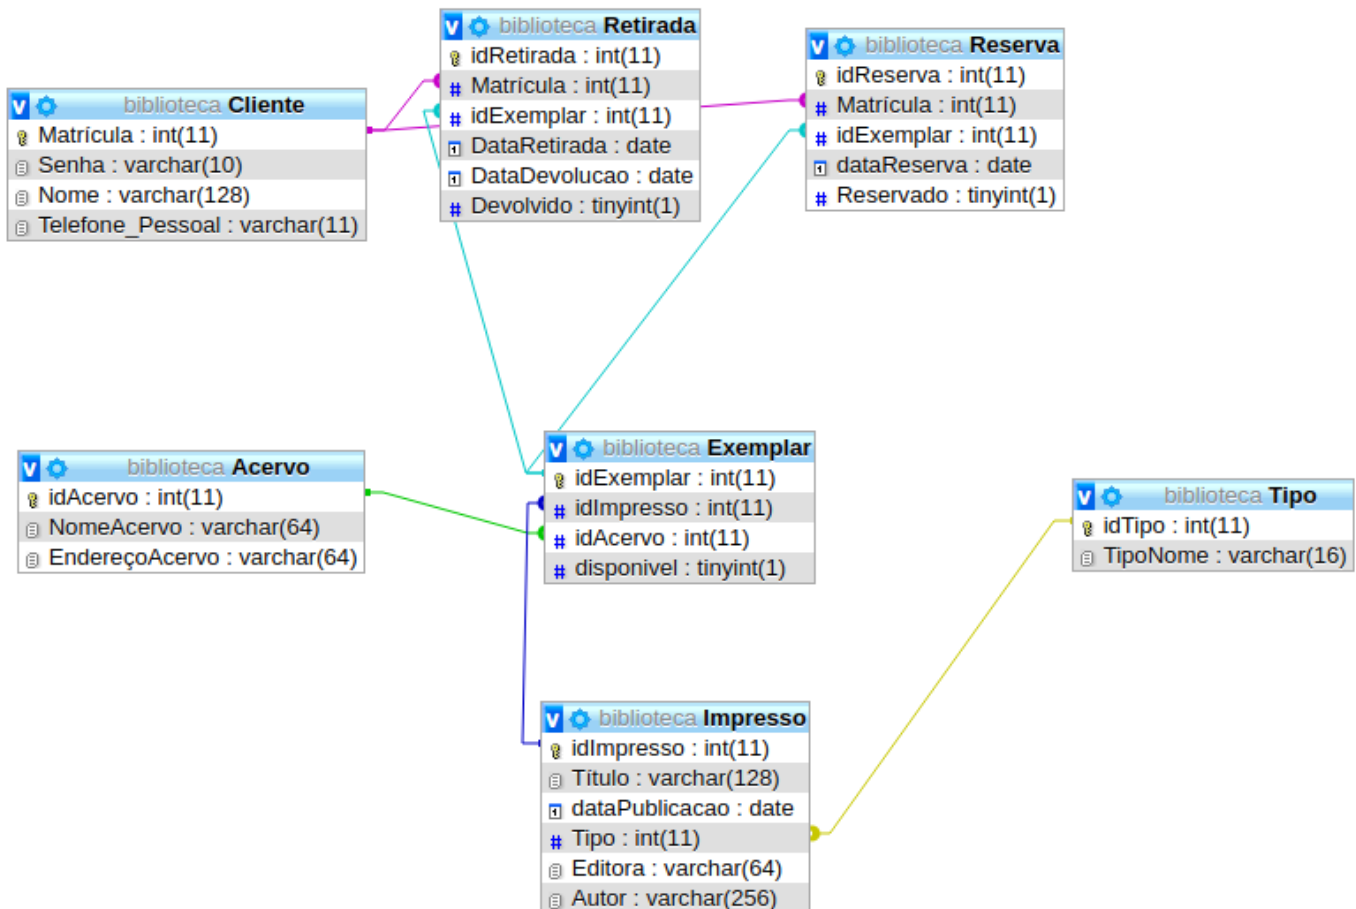 biblioteca Retirada
idRetirada : int(11)
Matrícula : int(11)
idExemplar : int(11)
DataRetirada : date
DataDevolucao : date
Devolvido : tinyint(1)
biblioteca Reserva
idReserva : int(11)
Matrícula : int(11)
idExemplar : int(11)
dataReserva : date
Reservado : tinyint(1)
biblioteca Cliente
Matrícula : int(11)
Senha : varchar(10)
Nome : varchar(128)
Telefone_Pessoal : varchar(11)
biblioteca Exemplar
idExemplar : int(11)
idImpresso : int(11)
idAcervo : int(11)
disponivel : tinyint(1)
biblioteca Acervo
idAcervo : int(11)
NomeAcervo : varchar(64)
EndereçoAcervo : varchar(64)
biblioteca Tipo
idTipo : int(11)
TipoNome : varchar(16)
biblioteca Impresso
idImpresso : int(11)
Título : varchar(128)
dataPublicacao : date
Tipo : int(11)
Editora : varchar(64)
Autor : varchar(256)